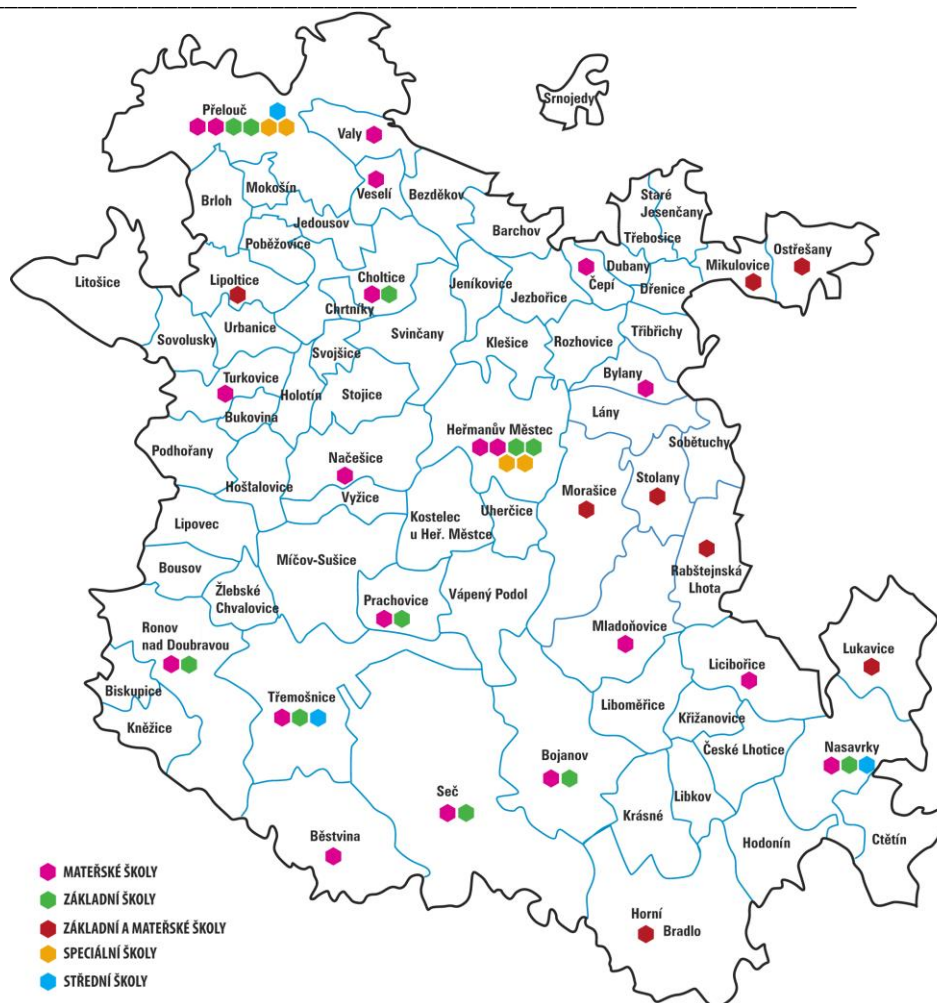 Srnojedy
Přelouč
Valy
Veselí
Bezděkov
Mokošín
Brloh
Staré
Jesenčany
Jedousov
Barchov
Třebosice
Poběžovice
Ostřešany
Litošice
Lipoltice
Choltice
Jeníkovice
Čepí
Dubany
Mikulovice
Dřenice
Chrtníky
Jezbořice
Sovolusky
Urbanice
Svinčany
Klešice
Rozhovice
Třibřichy
Svojšice
Turkovice
Holotín
Stojice
Bylany
Bukovina
Lány
Heřmanův Městec
Podhořany
Načešice
Sobětuchy
Hošťalovice
Stolany
Vyžice
Morašice
Lipovec
Kostelec
u Heř. Městce
Uherčice
Bousov
Míčov-Sušice
Rabštejnská
Lhota
Žlebské
Chvalovice
Prachovice
Vápený Podol
Ronov
nad Doubravou
Mladoňovice
Lukavice
Licibořice
Biskupice
Třemošnice
Liboměřice
Křižanovice
Kněžice
Bojanov
České Lhotice
Nasavrky
Seč
Krásné
Libkov
Běstvina
Hodonín
Ctětín
Horní
Bradlo
MATEŘSKÉ ŠKOLY
ZÁKLADNÍ ŠKOLY
ZÁKLADNÍ A MATEŘSKÉ ŠKOLY
SPECIÁLNÍ ŠKOLY
STŘEDNÍ ŠKOLY